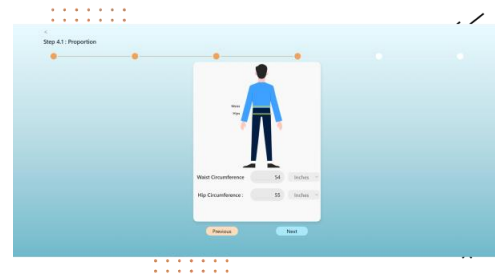 <
Step 4.1 : Proportion
Waist
Hips
Waist Circumference 54 Inches
Hip Circumference : 55 Inches
Previous Next